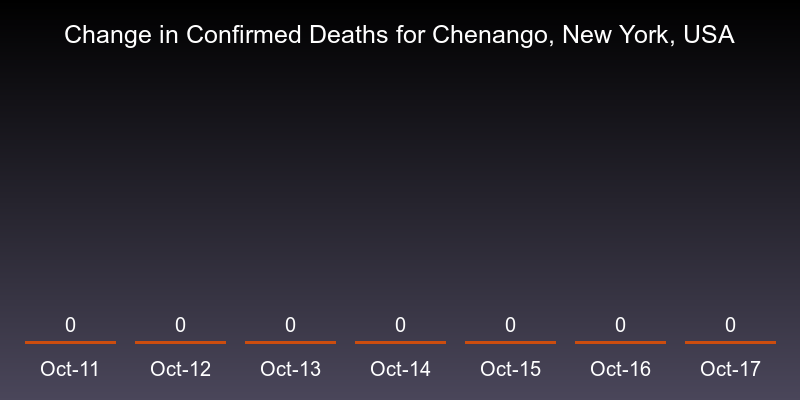 Change in Confirmed Deaths for Chenango, New York, USA
0 0 0 0 0 0 0
Oct-11 Oct-12 Oct-13 Oct-14 Oct-15 Oct-16 Oct-17